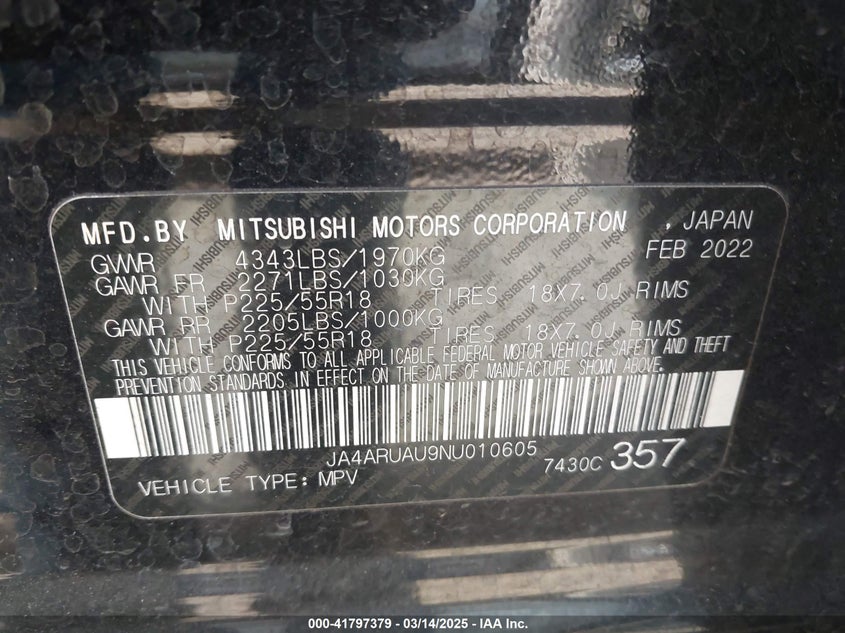 MFD.BY MITSUBISHI MOTORS CORPORATION , JAPAN
GVWR 4343LBS/1970KG FEB 2022
GAWR FR 2271LBS/1030KG
WITH P225/55R18 TIRES, 18X7.0J RIMS
GAWR RR 2205LBS/1000KG
WITH P225/55R18 TIRES, 18X7.0J RIMS
THIS VEHICLE CONFORMS TO ALL APPLICABLE FEDERAL MOTOR VEHICLE SAFETY AND THEFT
PREVENTION STANDARDS IN EFFECT ON THE DATE OF MANUFACTURE SHOWN ABOVE.
JA4ARUAU9NU010605
7430C 357
VEHICLE TYPE: MPV
000-41797379 - 03/14/2025 - IAA Inc.